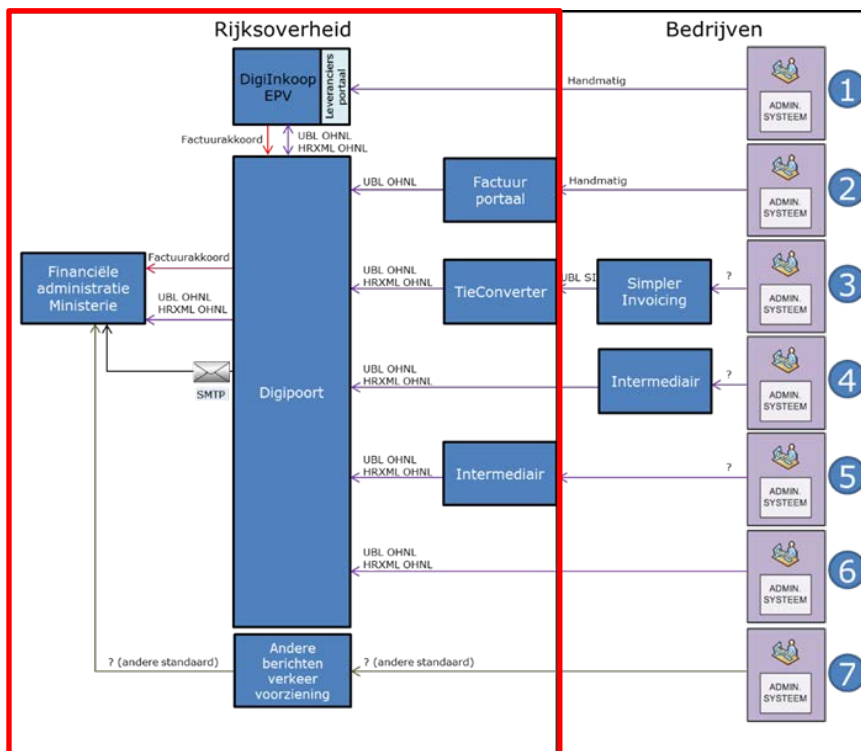 Rijksoverheid
Bedrijven
DigiInkoop
EPV
Leveranciers
portaal
Handmatig
ADMIN.
SYSTEEM
1
Factuurakkoord
UBL OHNL
HRXML OHNL
UBL OHNL
Factuur
portaal
Handmatig
ADMIN.
SYSTEEM
2
Factuurakkoord
Financiële
administratie
Ministerie
UBL OHNL
HRXML OHNL
UBL OHNL
HRXML OHNL
TieConverter
UBL SI
Simpler
Invoicing
?
ADMIN.
SYSTEEM
3
SMTP
Digipoort
UBL OHNL
HRXML OHNL
Intermediair
?
ADMIN.
SYSTEEM
4
UBL OHNL
HRXML OHNL
Intermediair
?
ADMIN.
SYSTEEM
5
UBL OHNL
HRXML OHNL
ADMIN.
SYSTEEM
6
? (andere standaard)
Andere
berichten
verkeer
voorziening
? (andere standaard)
ADMIN.
SYSTEEM
7